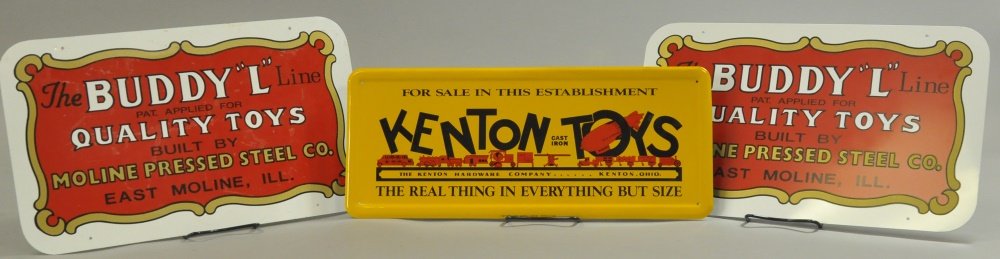 The BUDDY "L" Line
PAT. APPLIED FOR
QUALITY TOYS
BUILT BY
MOLINE PRESSED STEEL CO.
EAST MOLINE, ILL.
FOR SALE IN THIS ESTABLISHMENT
KENTON CAST IRON TOYS
THE KENTON HARDWARE COMPANY...... KENTON, OHIO.
THE REAL THING IN EVERYTHING BUT SIZE
BUDDY "L" Line
PAT. APPLIED FOR
QUALITY TOYS
BUILT BY
NE PRESSED STEEL CO.
EAST MOLINE, ILL.